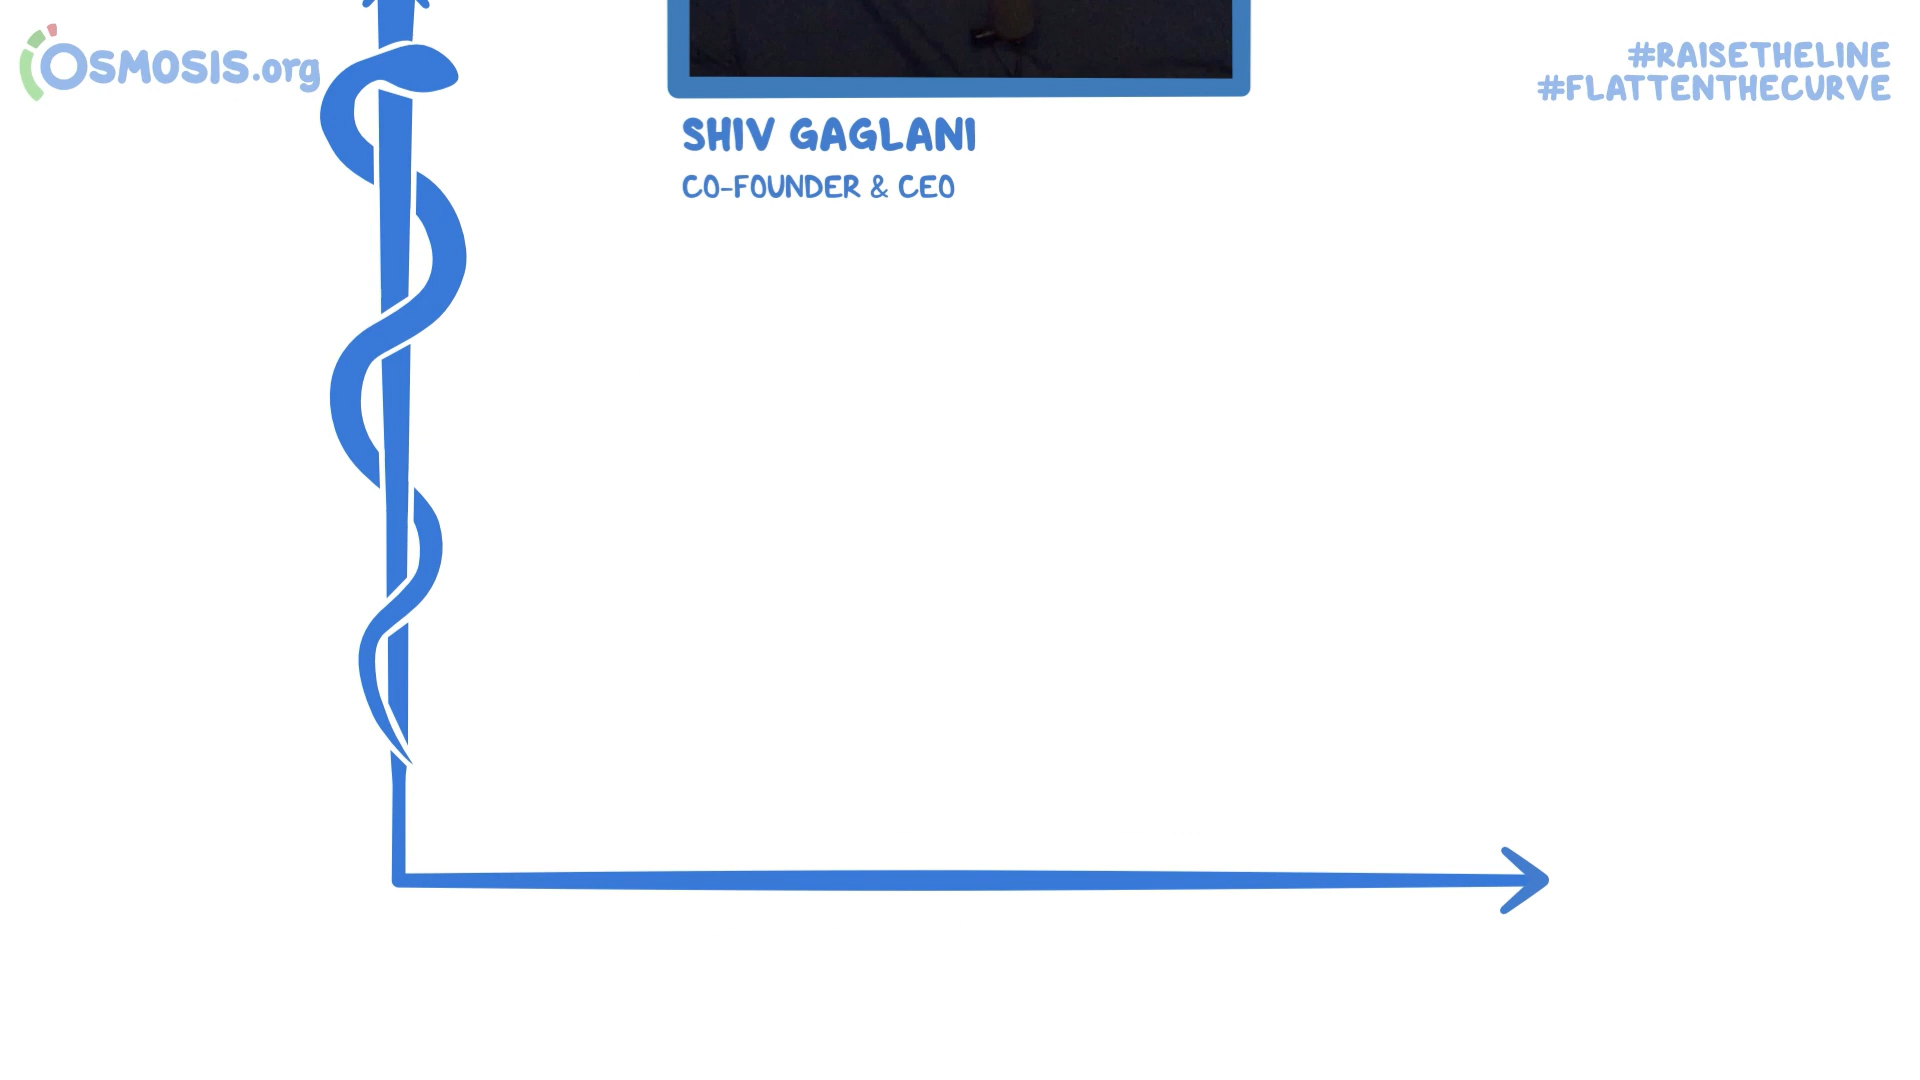 OSMOSIS.org
#RAISETHELINE
#FLATTENTHECURVE
SHIV GAGLANI
CO-FOUNDER & CEO